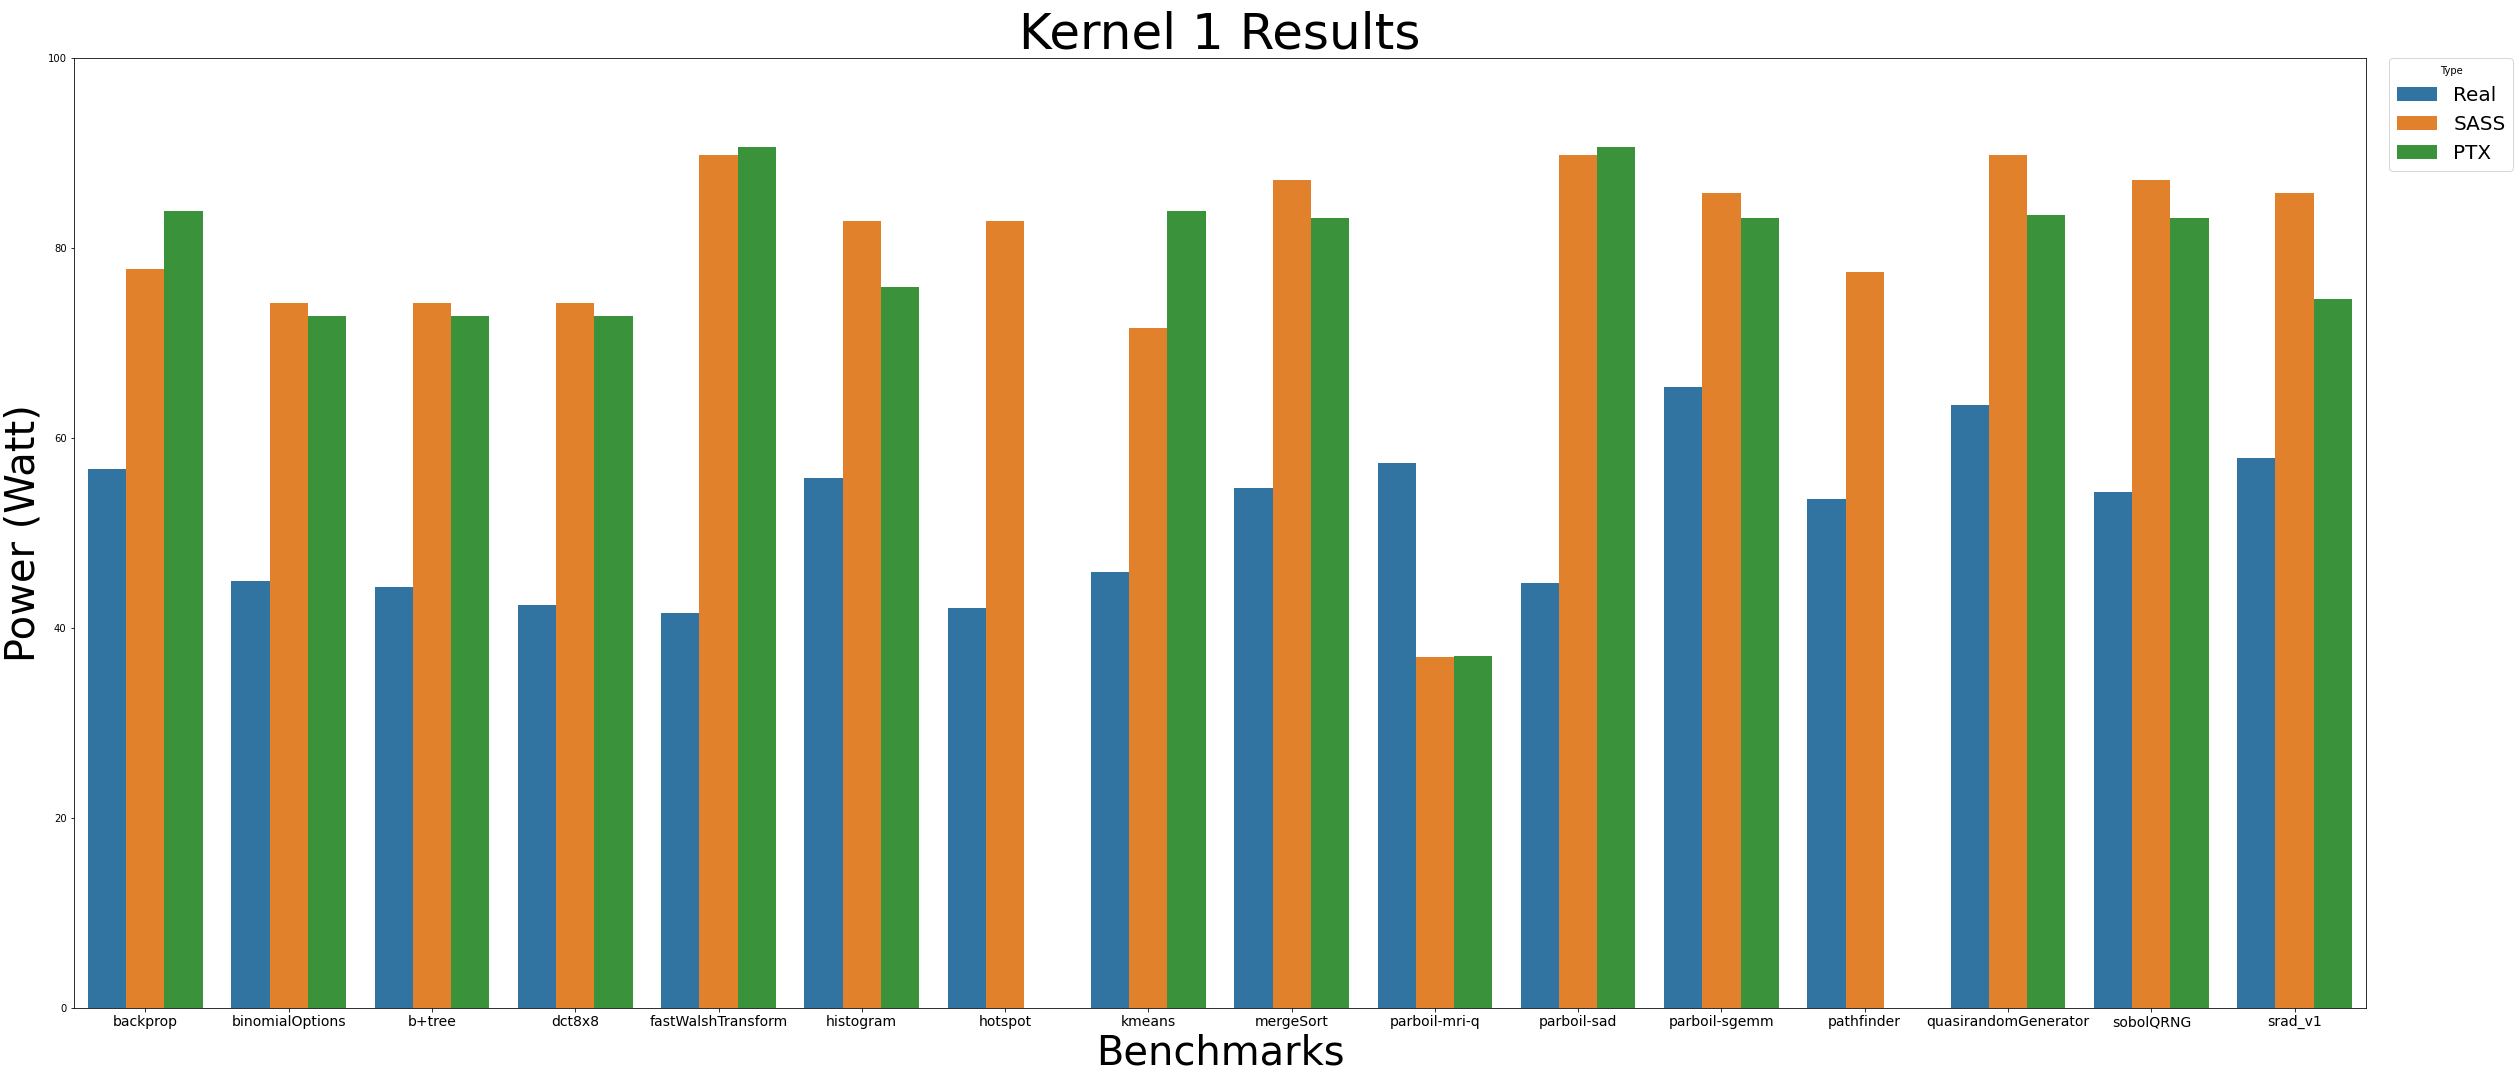 Kernel 1 Results
100
80
60
40
20
0
Power (Watt)
backprop binomialOptions b+tree dct8x8 fastWalshTransform histogram hotspot kmeans mergeSort parboil-mri-q parboil-sad parboil-sgemm pathfinder quasirandomGenerator sobolQRNG srad_v1
Benchmarks
Type
Real
SASS
PTX